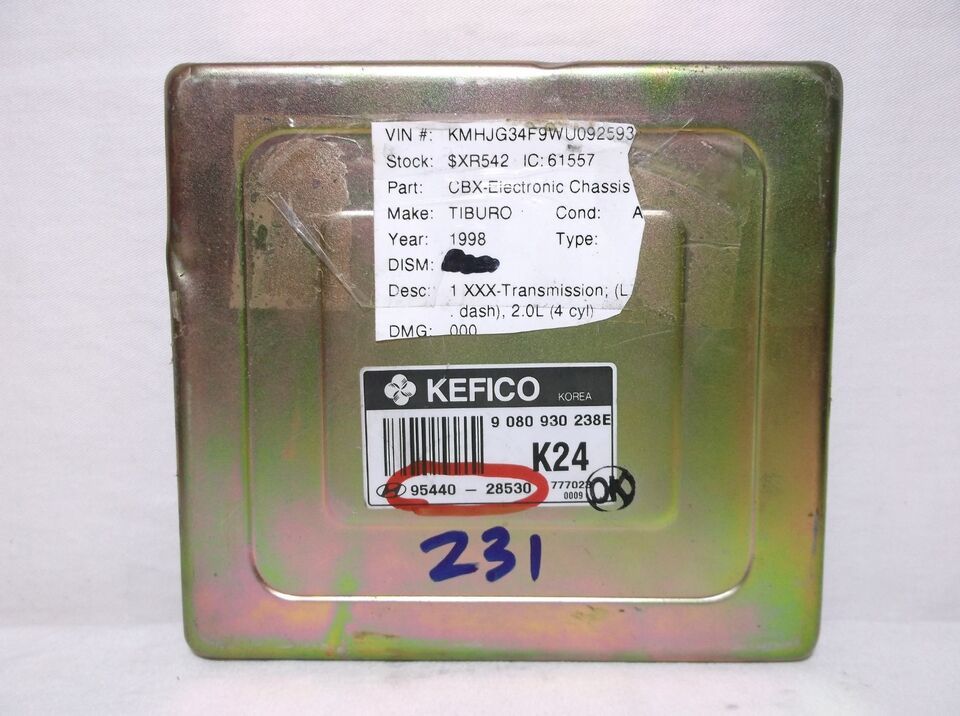 VIN #: KMHJG34F9WU092593
Stock: $XR542 IC: 61557
Part: CBX-Electronic Chassis
Make: TIBURO Cond: A
Year: 1998 Type:
DISM:
Desc: 1 XXX-Transmission; (L
. dash), 2.0L (4 cyl)
DMG: 000
KEFICO KOREA
9 080 930 238E
K24
95440 - 28530
777023
0009
OK
231